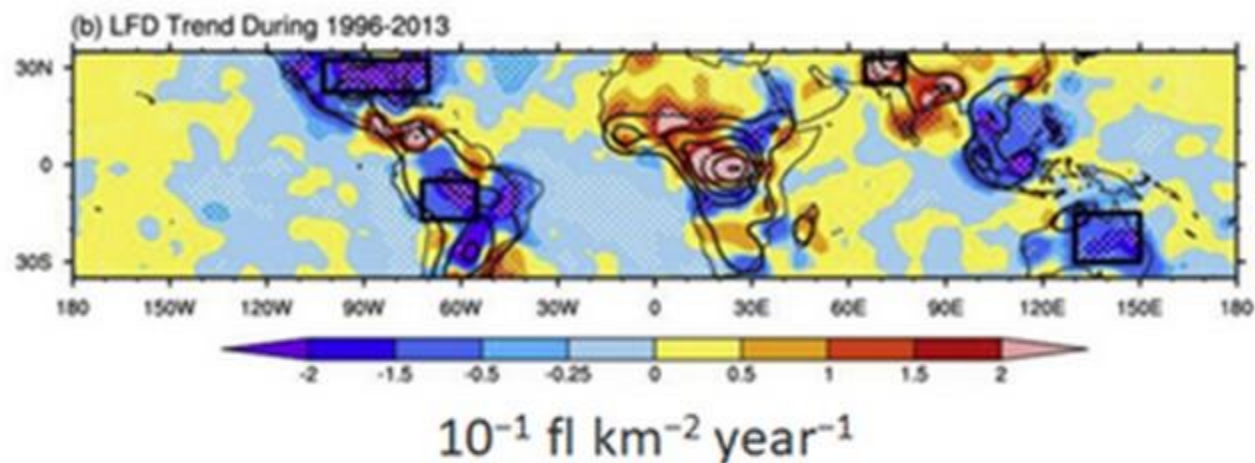 (b) LFD Trend During 1996-2013
30N
0
30S
180 150W 120W 90W 60W 30W 0 30E 60E 90E 120E 150E 180
-2 -1.5 -0.5 -0.25 0 0.5 1 1.5 2
10⁻¹ fl km⁻² year⁻¹